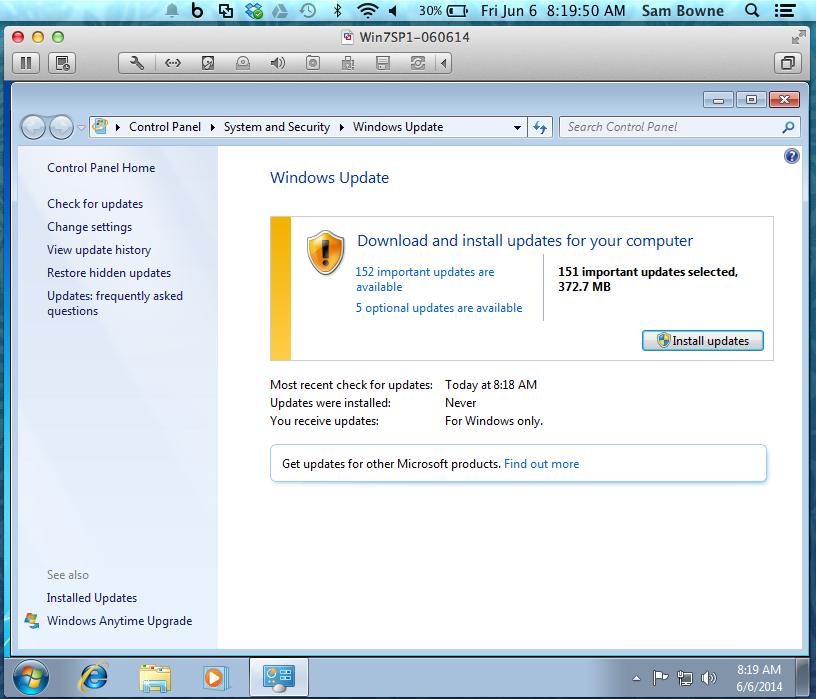 30% Fri Jun 6 8:19:50 AM Sam Bowne
Win7SP1-060614
Control Panel System and Security Windows Update Search Control Panel
Control Panel Home
Check for updates
Change settings
View update history
Restore hidden updates
Updates: frequently asked
questions
Windows Update
Download and install updates for your computer
152 important updates are
available
5 optional updates are available
151 important updates selected,
372.7 MB
Install updates
Most recent check for updates: Today at 8:18 AM
Updates were installed: Never
You receive updates: For Windows only.
Get updates for other Microsoft products. Find out more
See also
Installed Updates
Windows Anytime Upgrade
8:19 AM
6/6/2014